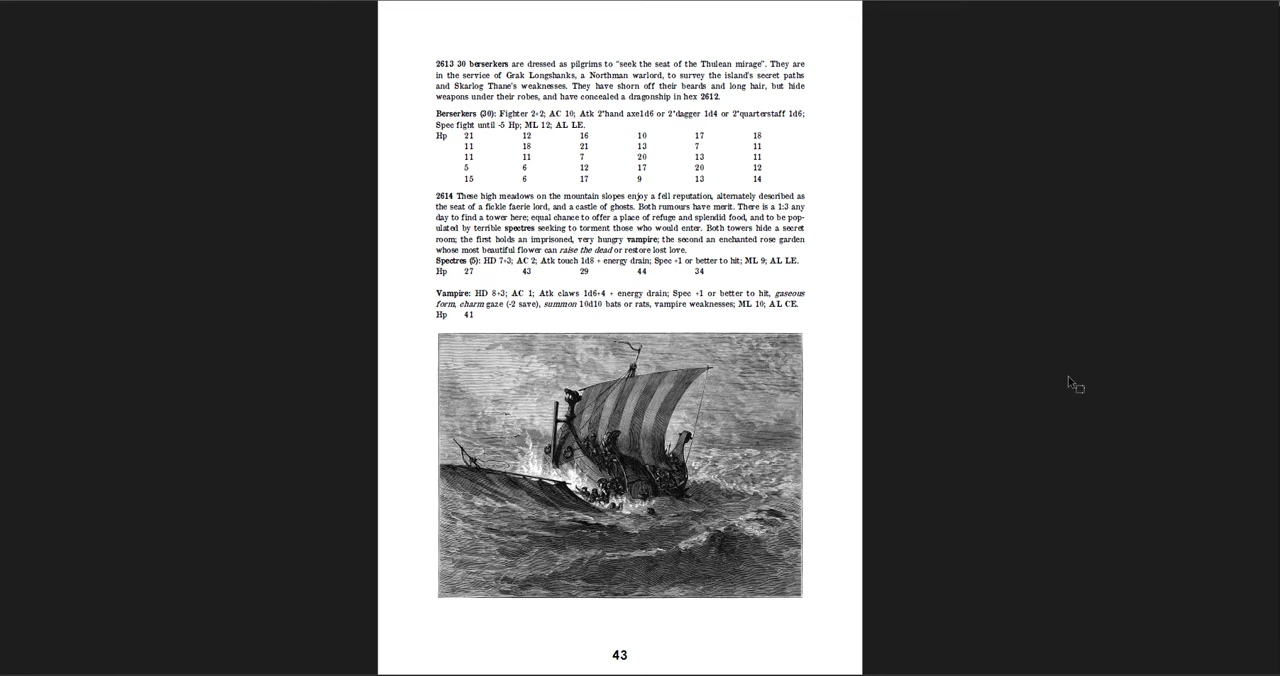 2613 30 berserkers are dressed as pilgrims to "seek the seat of the Thulean mirage". They are
in the service of Grak Longshanks, a Northman warlord, to survey the island's secret paths
and Skarlog Thane's weaknesses. They have shorn off their beards and long hair, but hide
weapons under their robes, and have concealed a dragonship in hex 2612.
Berserkers (30): Fighter 2+2; AC 10; Atk 2*hand axe1d6 or 2*dagger 1d4 or 2*quarterstaff 1d6;
Spec fight until -5 Hp; ML 12; AL LE.
Hp 21 12 16 10 17 18
11 18 21 13 7 11
11 11 7 20 13 11
5 6 12 17 20 12
15 6 17 9 13 14
2614 These high meadows on the mountain slopes enjoy a fell reputation, alternately described as
the seat of a fickle faerie lord, and a castle of ghosts. Both rumours have merit. There is a 1:3 any
day to find a tower here; equal chance to offer a place of refuge and splendid food, and to be pop-
ulated by terrible spectres seeking to torment those who would enter. Both towers hide a secret
room; the first holds an imprisoned, very hungry vampire; the second an enchanted rose garden
whose most beautiful flower can raise the dead or restore lost love.
Spectres (5): HD 7+3; AC 2; Atk touch 1d8 + energy drain; Spec +1 or better to hit; ML 9; AL LE.
Hp 27 43 29 44 34
Vampire: HD 8+3; AC 1; Atk claws 1d6+4 + energy drain; Spec +1 or better to hit, gaseous
form, charm gaze (-2 save), summon 10d10 bats or rats, vampire weaknesses; ML 10; AL CE.
Hp 41
43